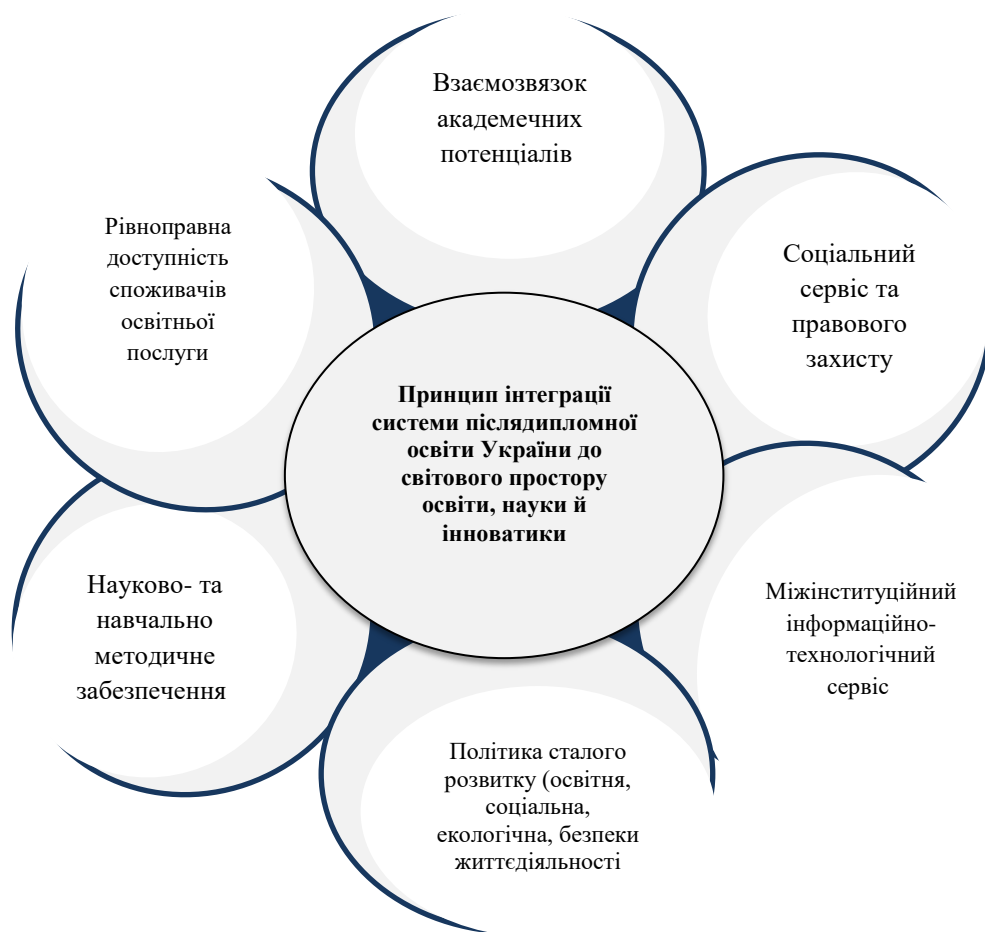 Взаємозвязок
академечних
потенціалів
Соціальний
сервіс та
правового
захисту
Міжінституційний
інформаційно-
технологічний
сервіс
Політика сталого
розвитку (освітня,
соціальна,
екологічна, безпеки
життєдіяльності
Науково- та
навчально
методичне
забезпечення
Рівноправна
доступність
споживачів
освітньої
послуги
Принцип інтеграції
системи післядипломної
освіти України до
світового простору
освіти, науки й
інноватики